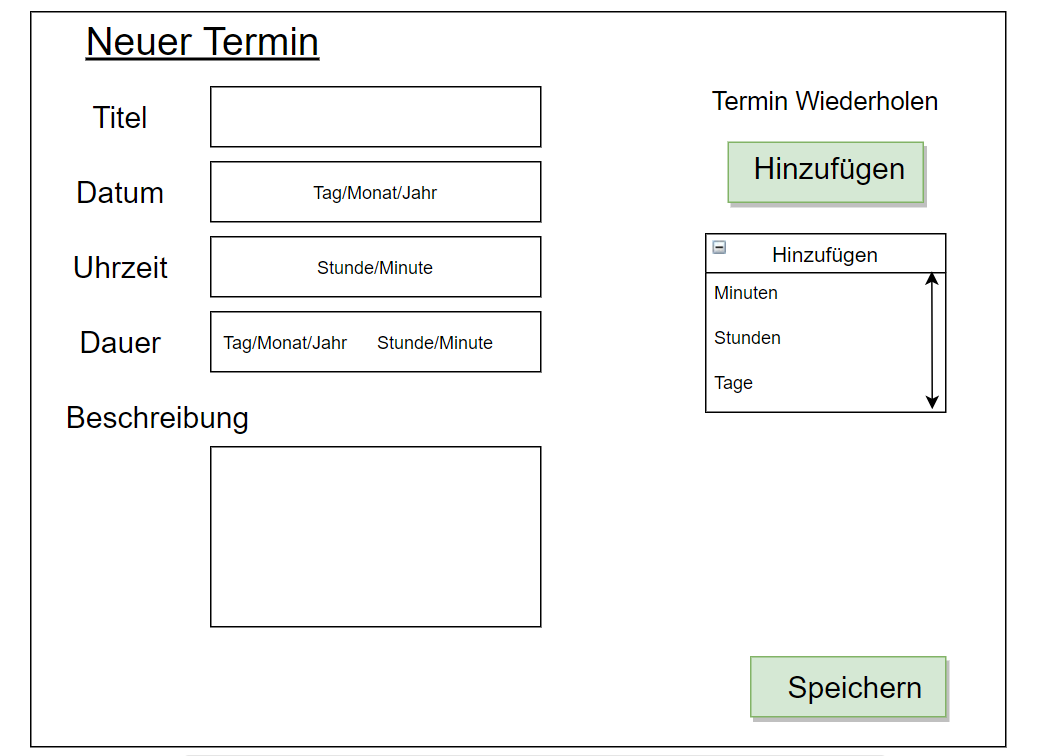 Neuer Termin
Titel
Datum
Tag/Monat/Jahr
Uhrzeit
Stunde/Minute
Dauer
Tag/Monat/Jahr Stunde/Minute
Beschreibung
Termin Wiederholen
Hinzufügen
Hinzufügen
Minuten
Stunden
Tage
Speichern